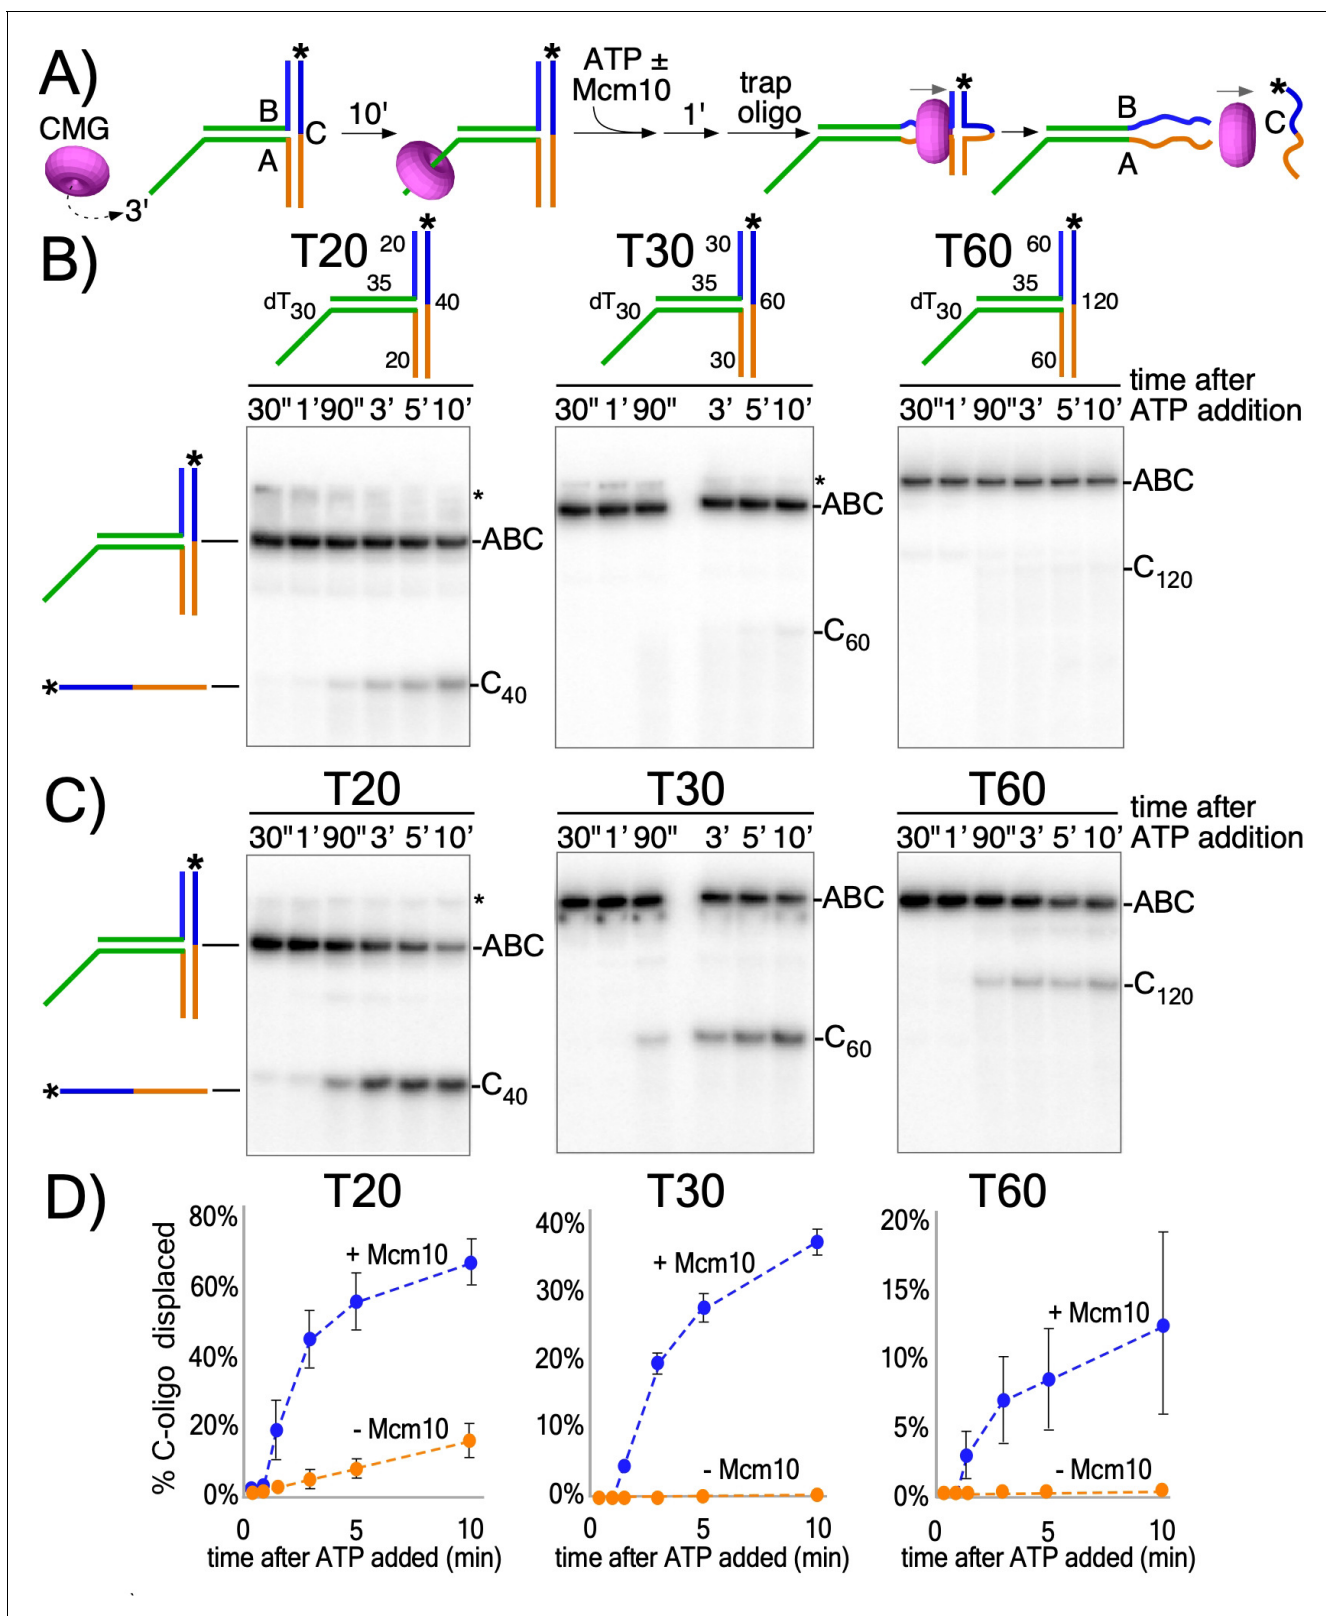 A)
CMG
3'
B
A
C
*
10'
*
ATP ±
Mcm10
1'
trap
oligo
*
B
A
*
C
B)
T20
20
*
35
dT30
40
20
T30
30
*
35
dT30
60
30
T60
60
*
35
dT30
120
60
time after
ATP addition
30" 1' 90" 3' 5' 10'
30" 1' 90" 3' 5' 10'
30" 1' 90" 3' 5' 10'
*
*
-ABC
*
-C40
*
-ABC
-C60
-ABC
-C120
C)
T20
T30
T60
time after
ATP addition
30" 1' 90" 3' 5' 10'
30" 1' 90" 3' 5' 10'
30" 1' 90" 3' 5' 10'
*
*
-ABC
*
-C40
-ABC
-C60
-ABC
-C120
D)
T20
% C-oligo displaced
80%
60%
40%
20%
0%
+ Mcm10
- Mcm10
0 5 10
time after ATP added (min)
T30
40%
30%
20%
10%
0%
+ Mcm10
- Mcm10
0 5 10
time after ATP added (min)
T60
20%
15%
10%
5%
0%
+ Mcm10
- Mcm10
0 5 10
time after ATP added (min)